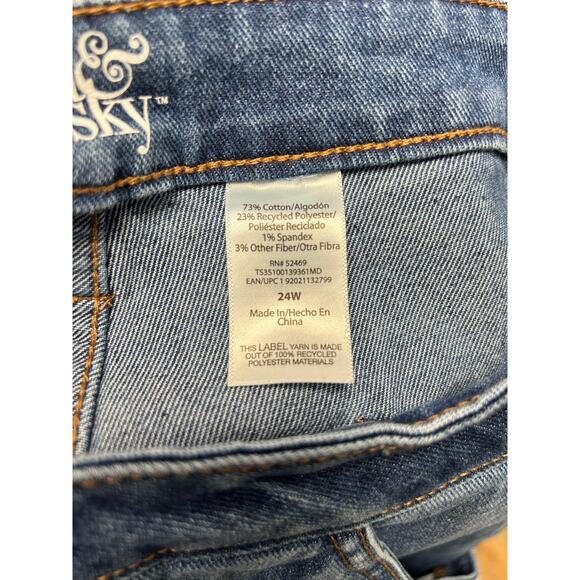 &
sky™
73% Cotton/Algodón
23% Recycled Polyester/
Poliéster Reciclado
1% Spandex
3% Other Fiber/Otra Fibra
RN# 52469
TS35100139361MD
EAN/UPC 1 92021132799
24W
Made In/Hecho En
China
THIS LABEL YARN IS MADE
OUT OF 100% RECYCLED
POLYESTER MATERIALS